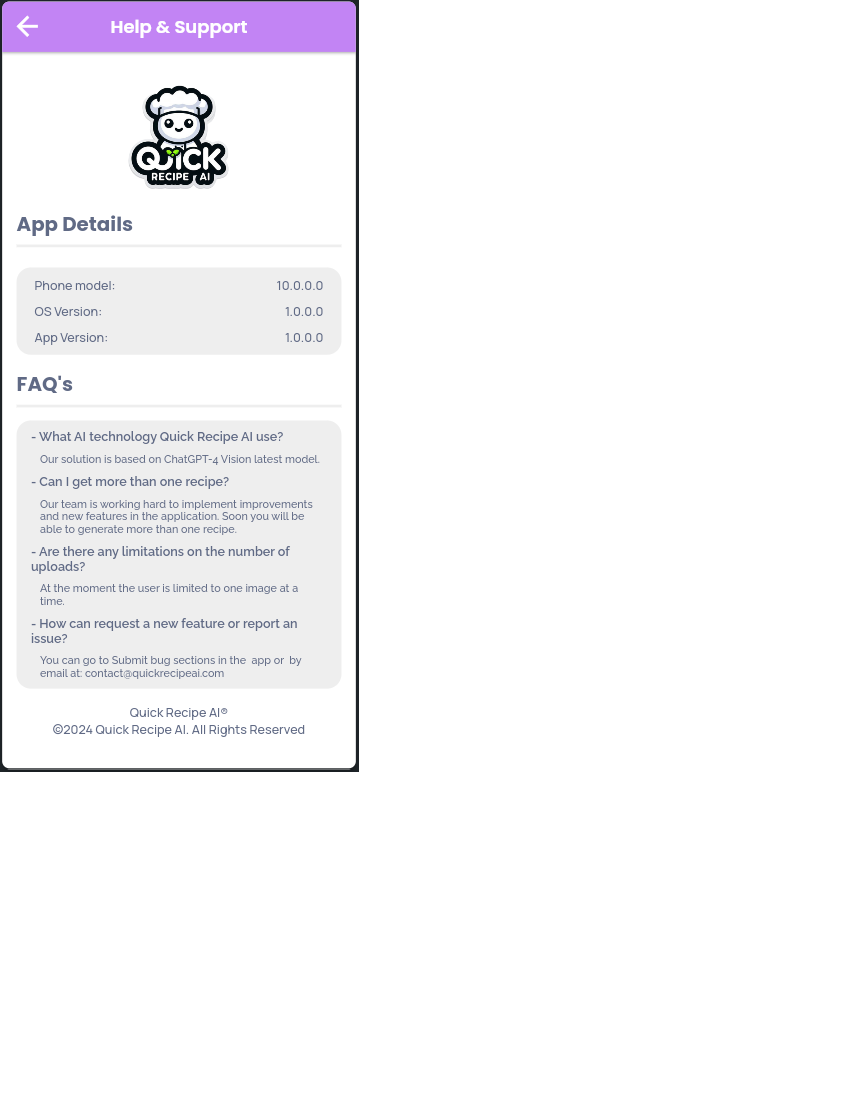 Help & Support
QUICK
RECIPE AI
App Details
Phone model: 10.0.0.0
OS Version: 1.0.0.0
App Version: 1.0.0.0
FAQ's
- What AI technology Quick Recipe AI use?
Our solution is based on ChatGPT-4 Vision latest model.
- Can I get more than one recipe?
Our team is working hard to implement improvements
and new features in the application. Soon you will be
able to generate more than one recipe.
- Are there any limitations on the number of
uploads?
At the moment the user is limited to one image at a
time.
- How can request a new feature or report an
issue?
You can go to Submit bug sections in the  app or  by
email at: contact@quickrecipeai.com
Quick Recipe AI®
©2024 Quick Recipe AI. All Rights Reserved